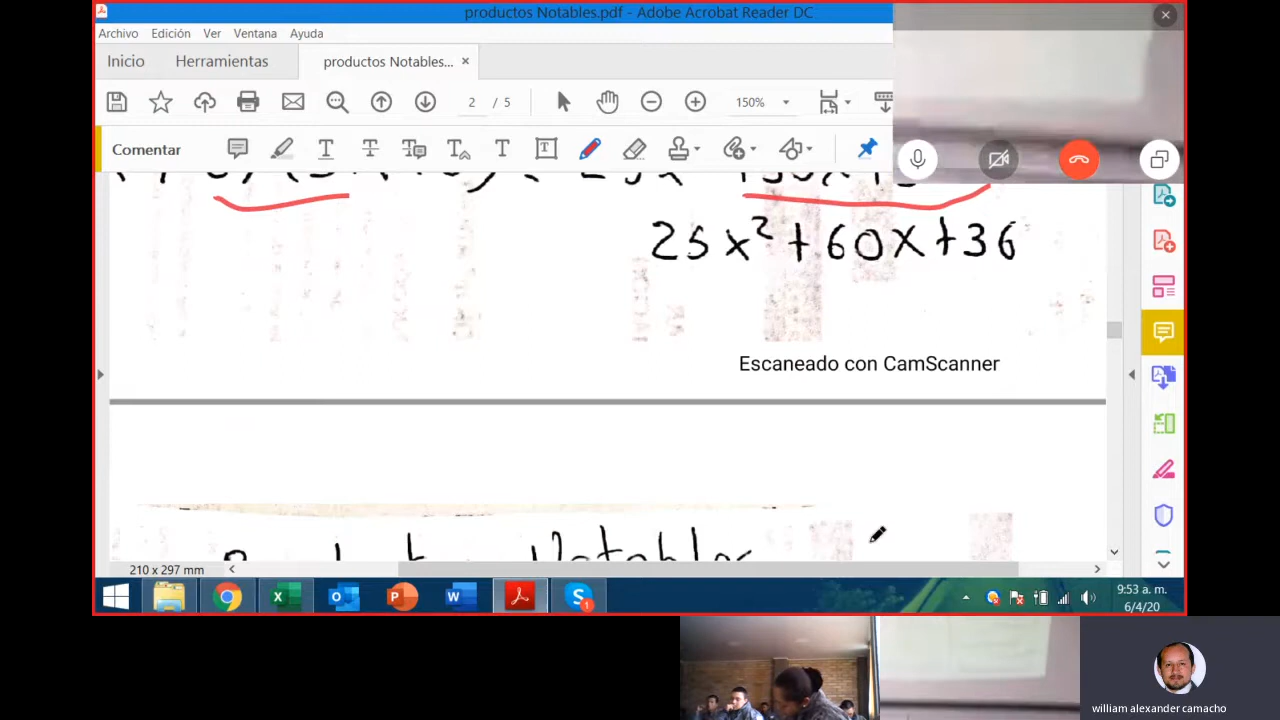 productos Notables.pdf - Adobe Acrobat Reader DC
Archivo Edición Ver Ventana Ayuda
Inicio Herramientas productos Notables... ×
2 / 5 150%
Comentar
25x² + 60x + 36
Escaneado con CamScanner
Notables
210 x 297 mm
9:53 a. m.
6/4/20
william alexander camacho